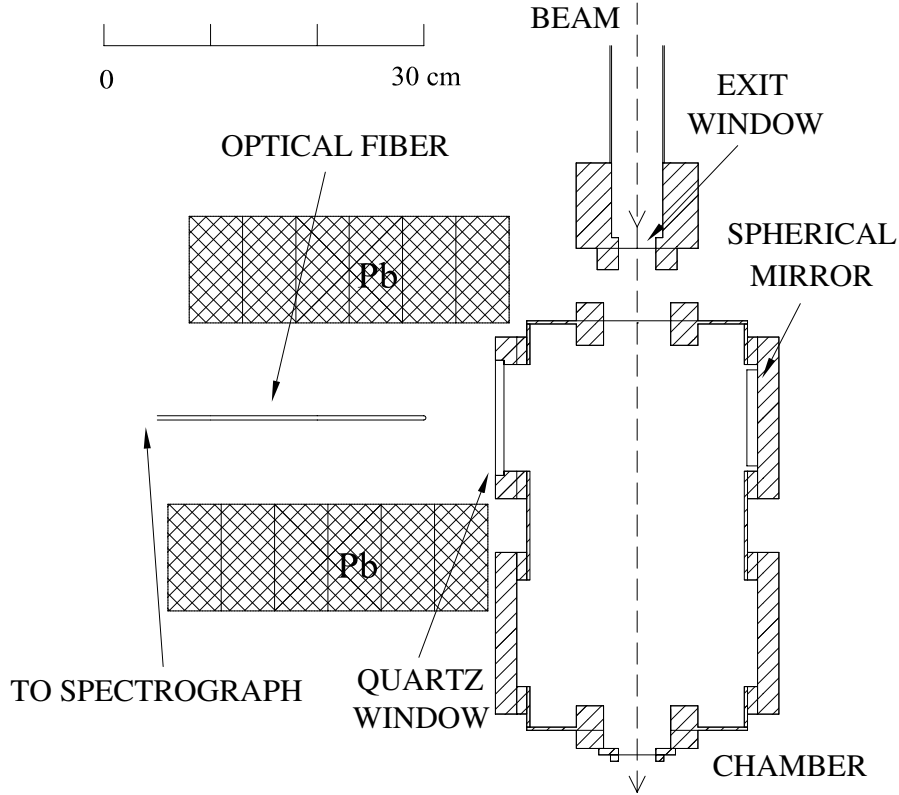 BEAM
0
30 cm
EXIT
WINDOW
OPTICAL FIBER
SPHERICAL
MIRROR
Pb
Pb
TO SPECTROGRAPH
QUARTZ
WINDOW
CHAMBER